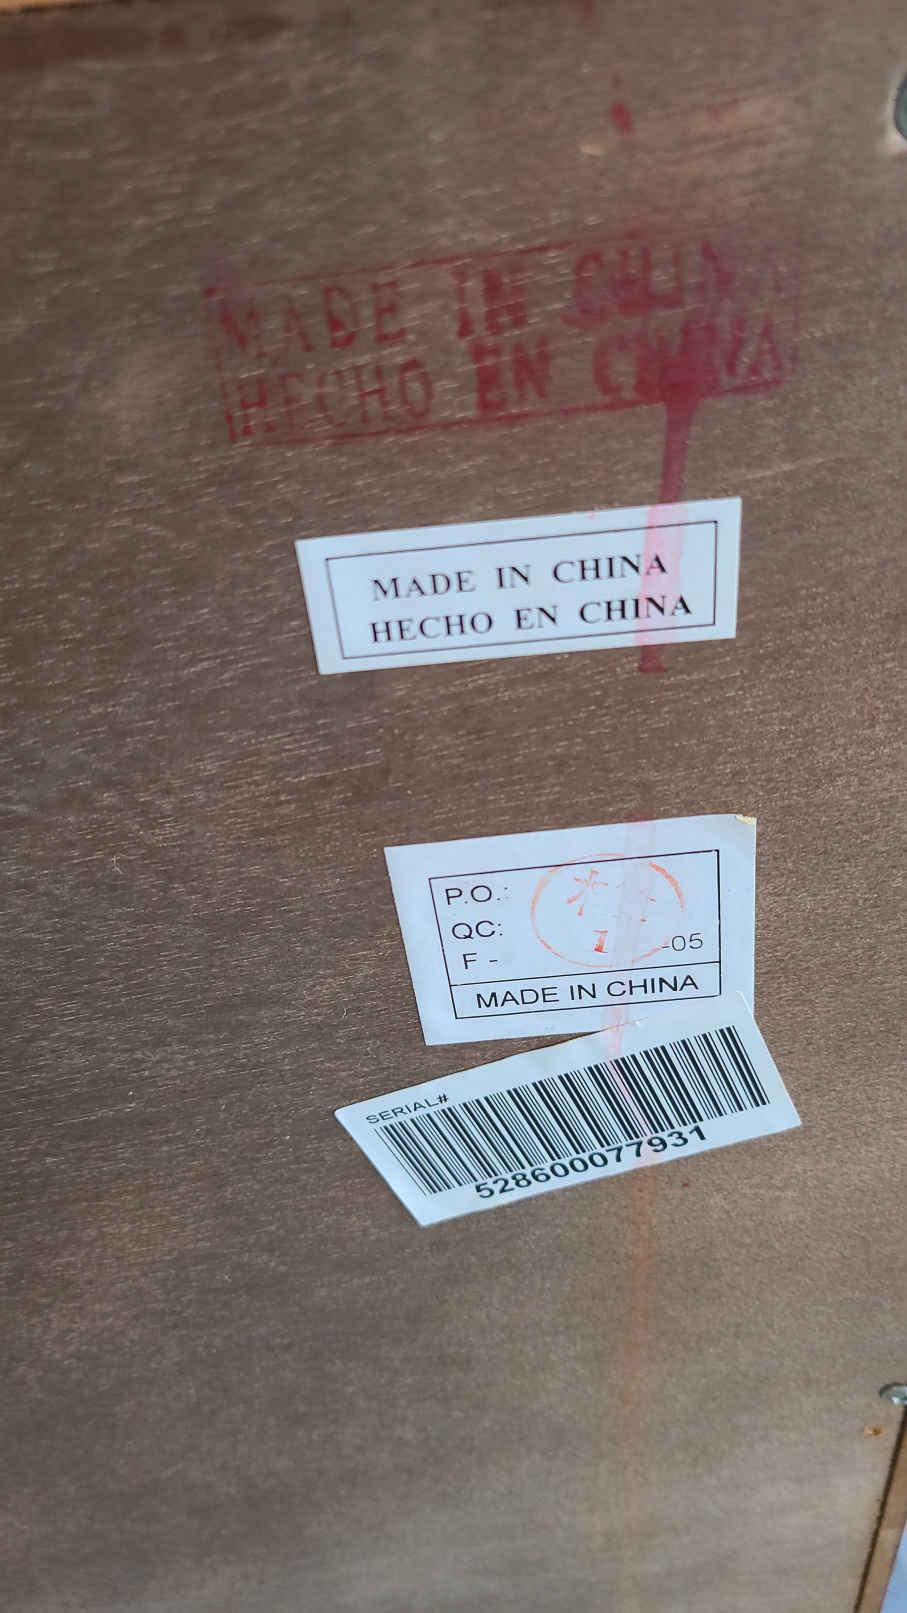 MADE IN CHINA
HECHO EN CHINA
MADE IN CHINA
HECHO EN CHINA
P.O.:
QC:
1
F - -05
MADE IN CHINA
SERIAL#
528600077931